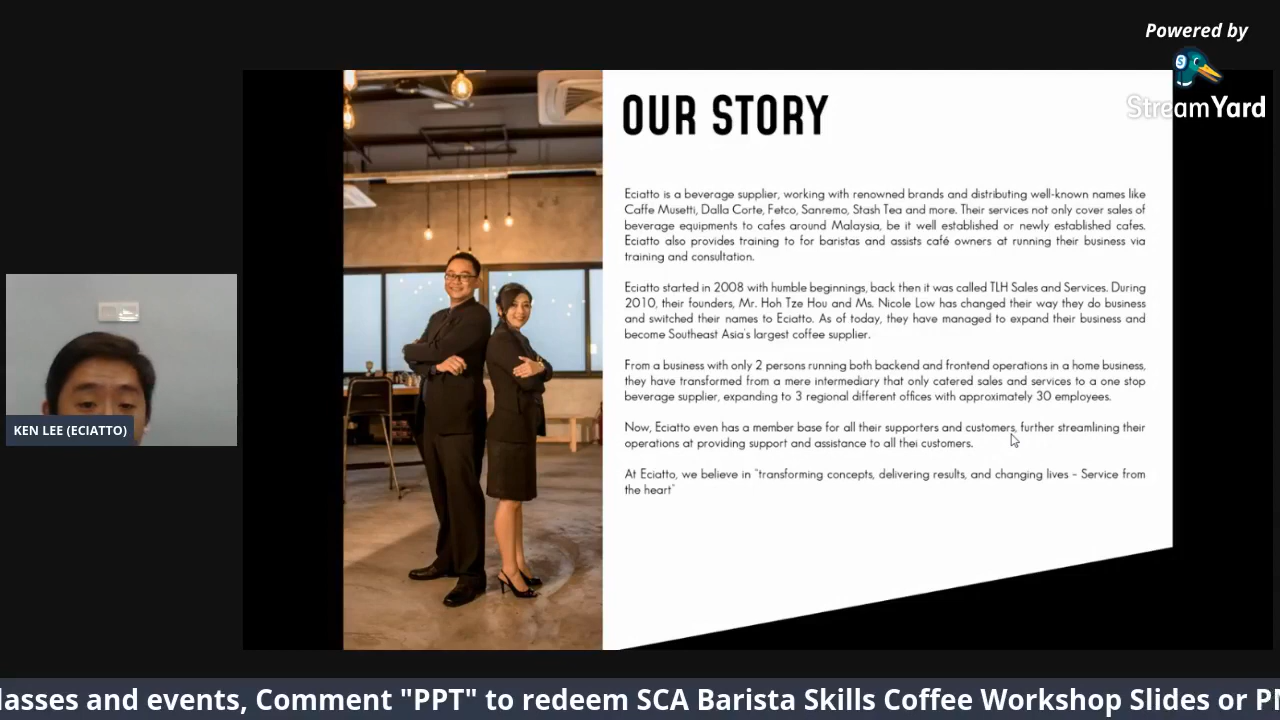 Powered by
StreamYard
OUR STORY
Eciatto is a beverage supplier, working with renowned brands and distributing well-known names like
Caffe Musetti, Dalla Corte, Fetco, Sanremo, Stash Tea and more. Their services not only cover sales of
beverage equipments to cafes around Malaysia, be it well established or newly established cafes.
Eciatto also provides training to for baristas and assists café owners at running their business via
training and consultation.
Eciatto started in 2008 with humble beginnings, back then it was called TLH Sales and Services. During
2010, their founders, Mr. Hoh Tze Hou and Ms. Nicole Low has changed their way they do business
and switched their names to Eciatto. As of today, they have managed to expand their business and
become Southeast Asia's largest coffee supplier.
From a business with only 2 persons running both backend and frontend operations in a home business,
they have transformed from a mere intermediary that only catered sales and services to a one stop
beverage supplier, expanding to 3 regional different offices with approximately 30 employees.
Now, Eciatto even has a member base for all their supporters and customers, further streamlining their
operations at providing support and assistance to all thei customers.
At Eciatto, we believe in "transforming concepts, delivering results, and changing lives – Service from
the heart"
KEN LEE (ECIATTO)
lasses and events, Comment "PPT" to redeem SCA Barista Skills Coffee Workshop Slides or